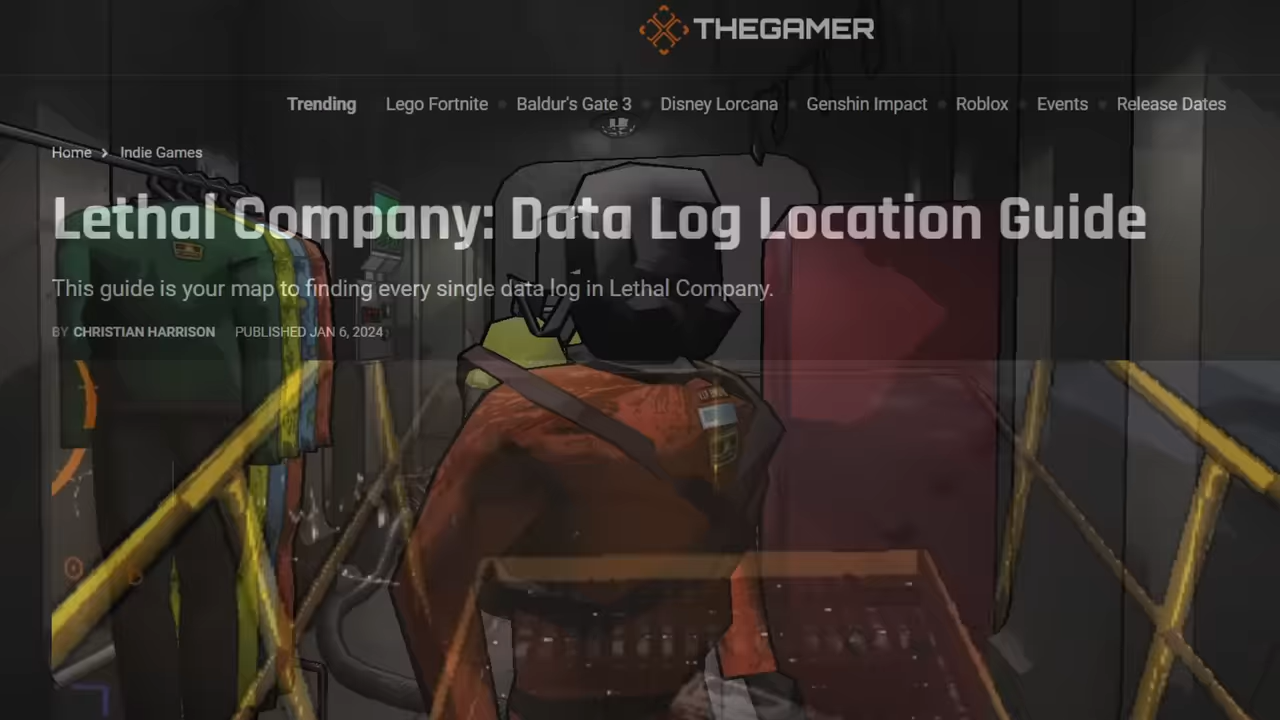 THEGAMER
Trending Lego Fortnite Baldur's Gate 3 Disney Lorcana Genshin Impact Roblox Events Release Dates
Home > Indie Games
Lethal Company: Data Log Location Guide
This guide is your map to finding every single data log in Lethal Company.
BY CHRISTIAN HARRISON PUBLISHED JAN 6, 2024